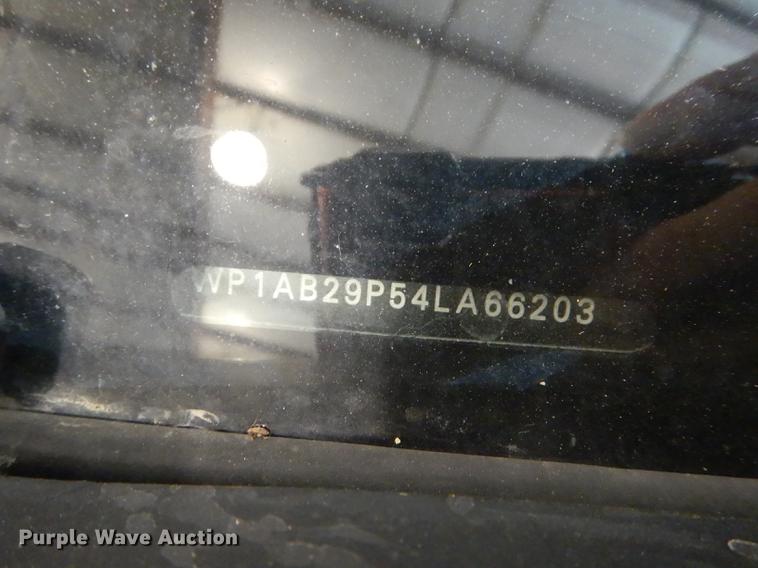 WP1AB29P54LA66203
Purple Wave Auction